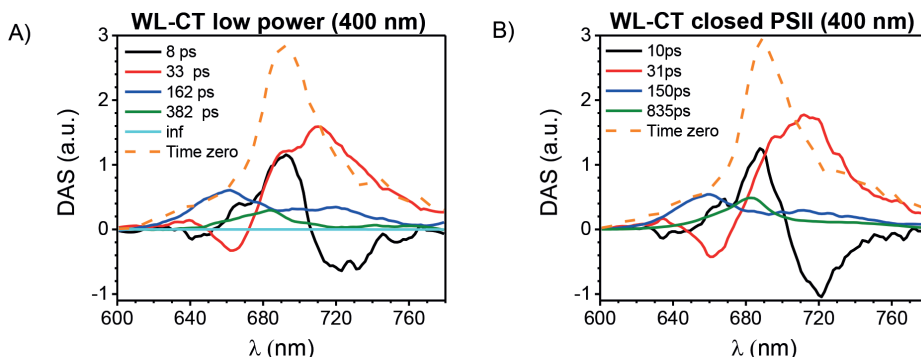 A)
WL-CT low power (400 nm)
3
2
1
0
-1
DAS (a.u.)
8 ps
33 ps
162 ps
382 ps
inf
Time zero
600 640 680 720 760
λ (nm)
B)
WL-CT closed PSII (400 nm)
3
2
1
0
-1
DAS (a.u.)
10ps
31ps
150ps
835ps
Time zero
600 640 680 720 760
λ (nm)